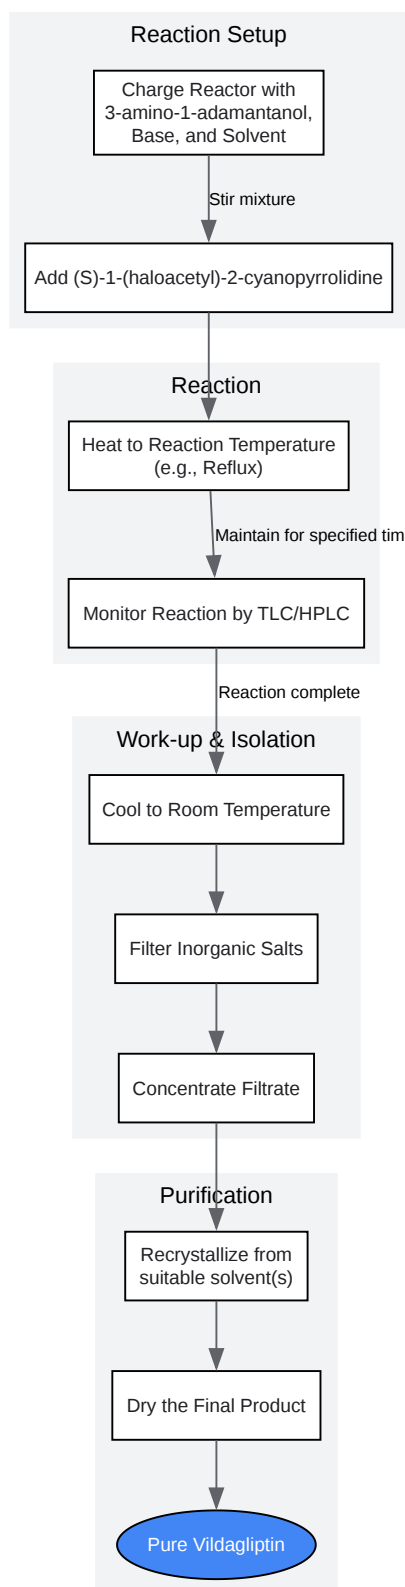 Reaction Setup
Charge Reactor with
3-amino-1-adamantanol,
Base, and Solvent
Stir mixture
Add (S)-1-(haloacetyl)-2-cyanopyrrolidine
Reaction
Heat to Reaction Temperature
(e.g., Reflux)
Maintain for specified tim
Monitor Reaction by TLC/HPLC
Reaction complete
Work-up & Isolation
Cool to Room Temperature
Filter Inorganic Salts
Concentrate Filtrate
Purification
Recrystallize from
suitable solvent(s)
Dry the Final Product
Pure Vildagliptin